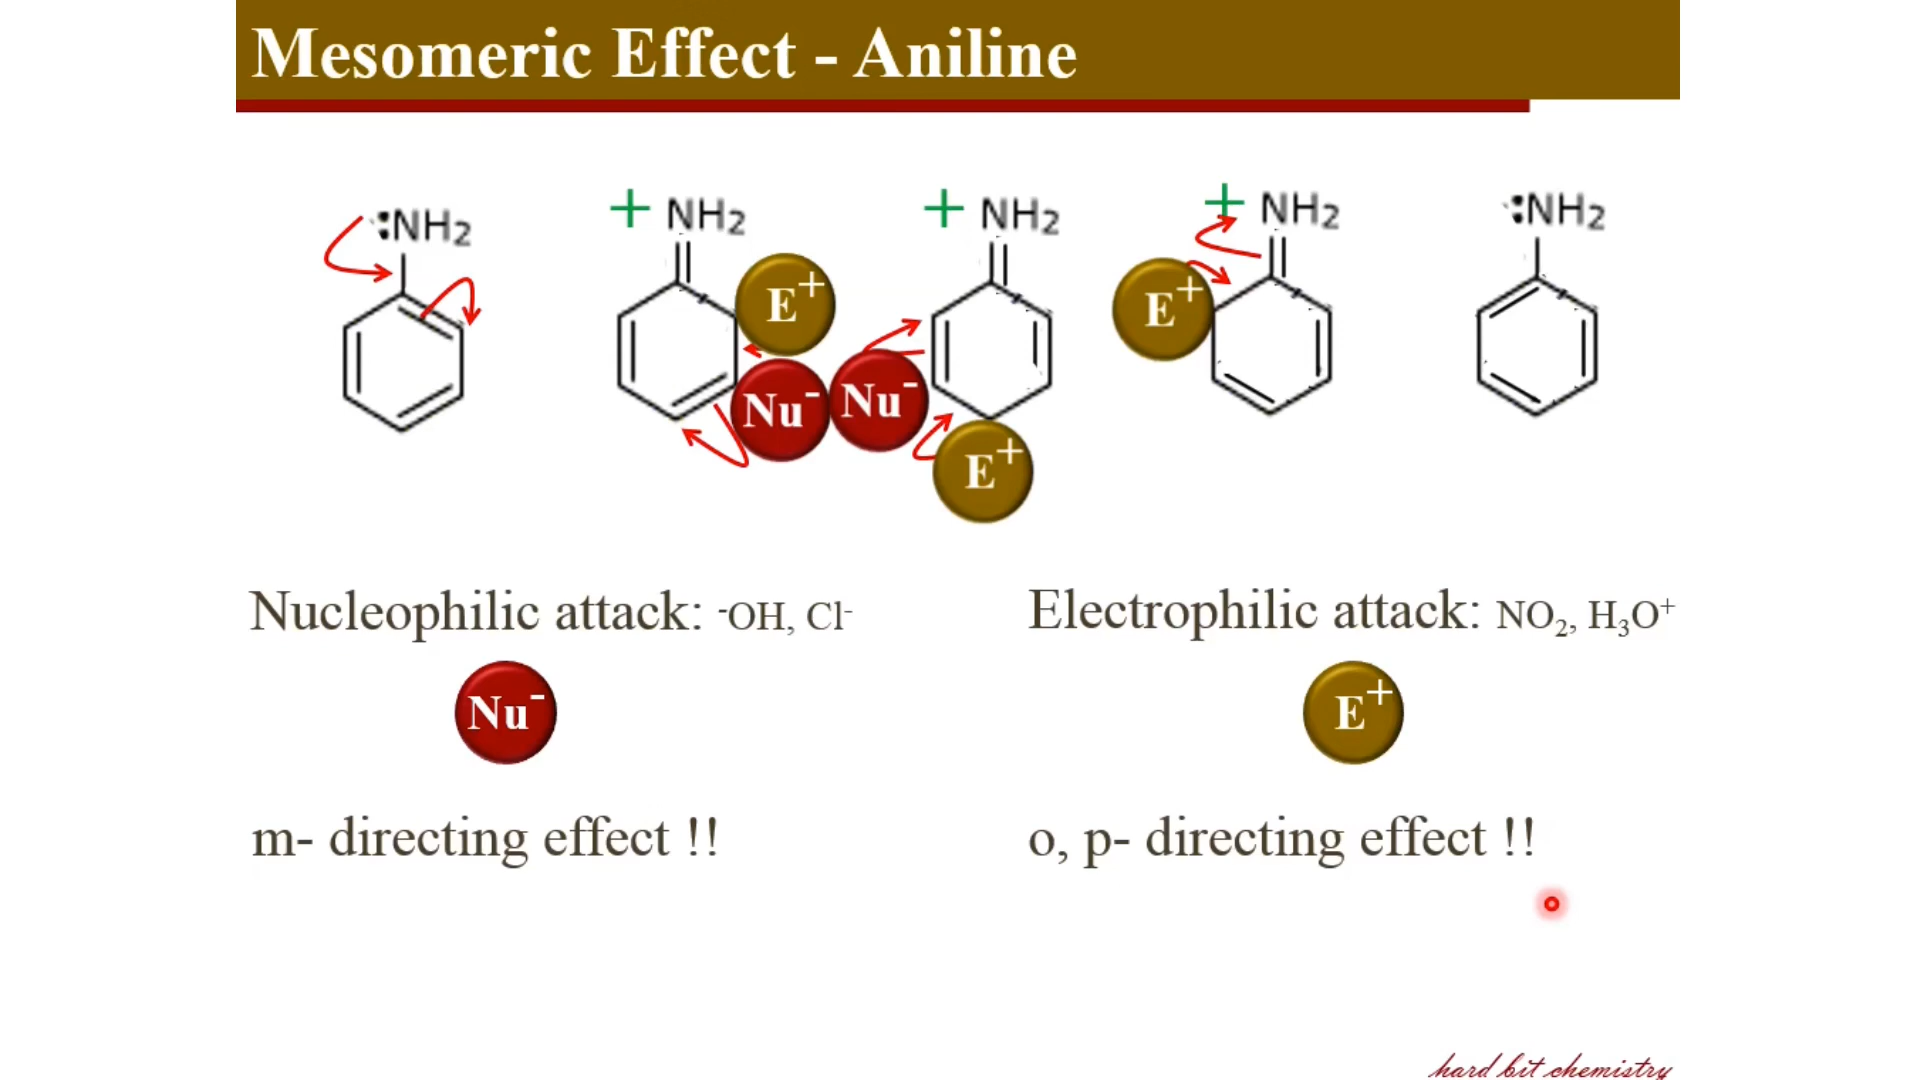 Mesomeric Effect - Aniline
:NH₂
+ NH₂
+ NH₂
+ NH₂
:NH₂
E⁺
E⁺
Nu⁻
Nu⁻
E⁺
Nucleophilic attack: ⁻OH, Cl⁻
Electrophilic attack: NO₂, H₃O⁺
Nu⁻
E⁺
m- directing effect !!
o, p- directing effect !!
hard bit chemistry